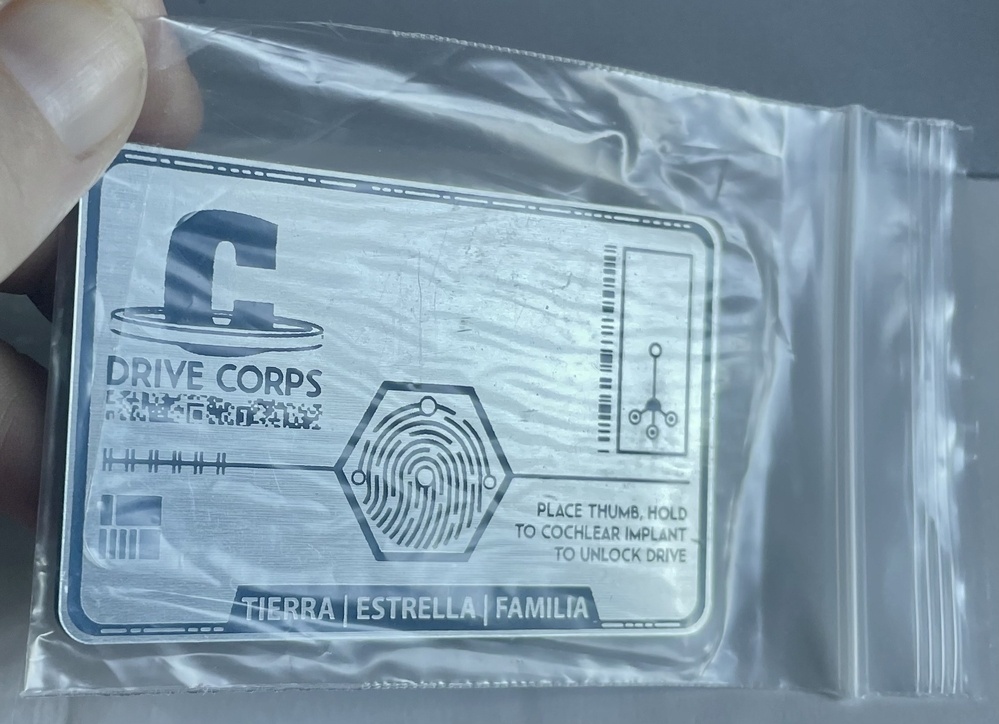 C
DRIVE CORPS
PLACE THUMB, HOLD
TO COCHLEAR IMPLANT
TO UNLOCK DRIVE
TIERRA | ESTRELLA | FAMILIA